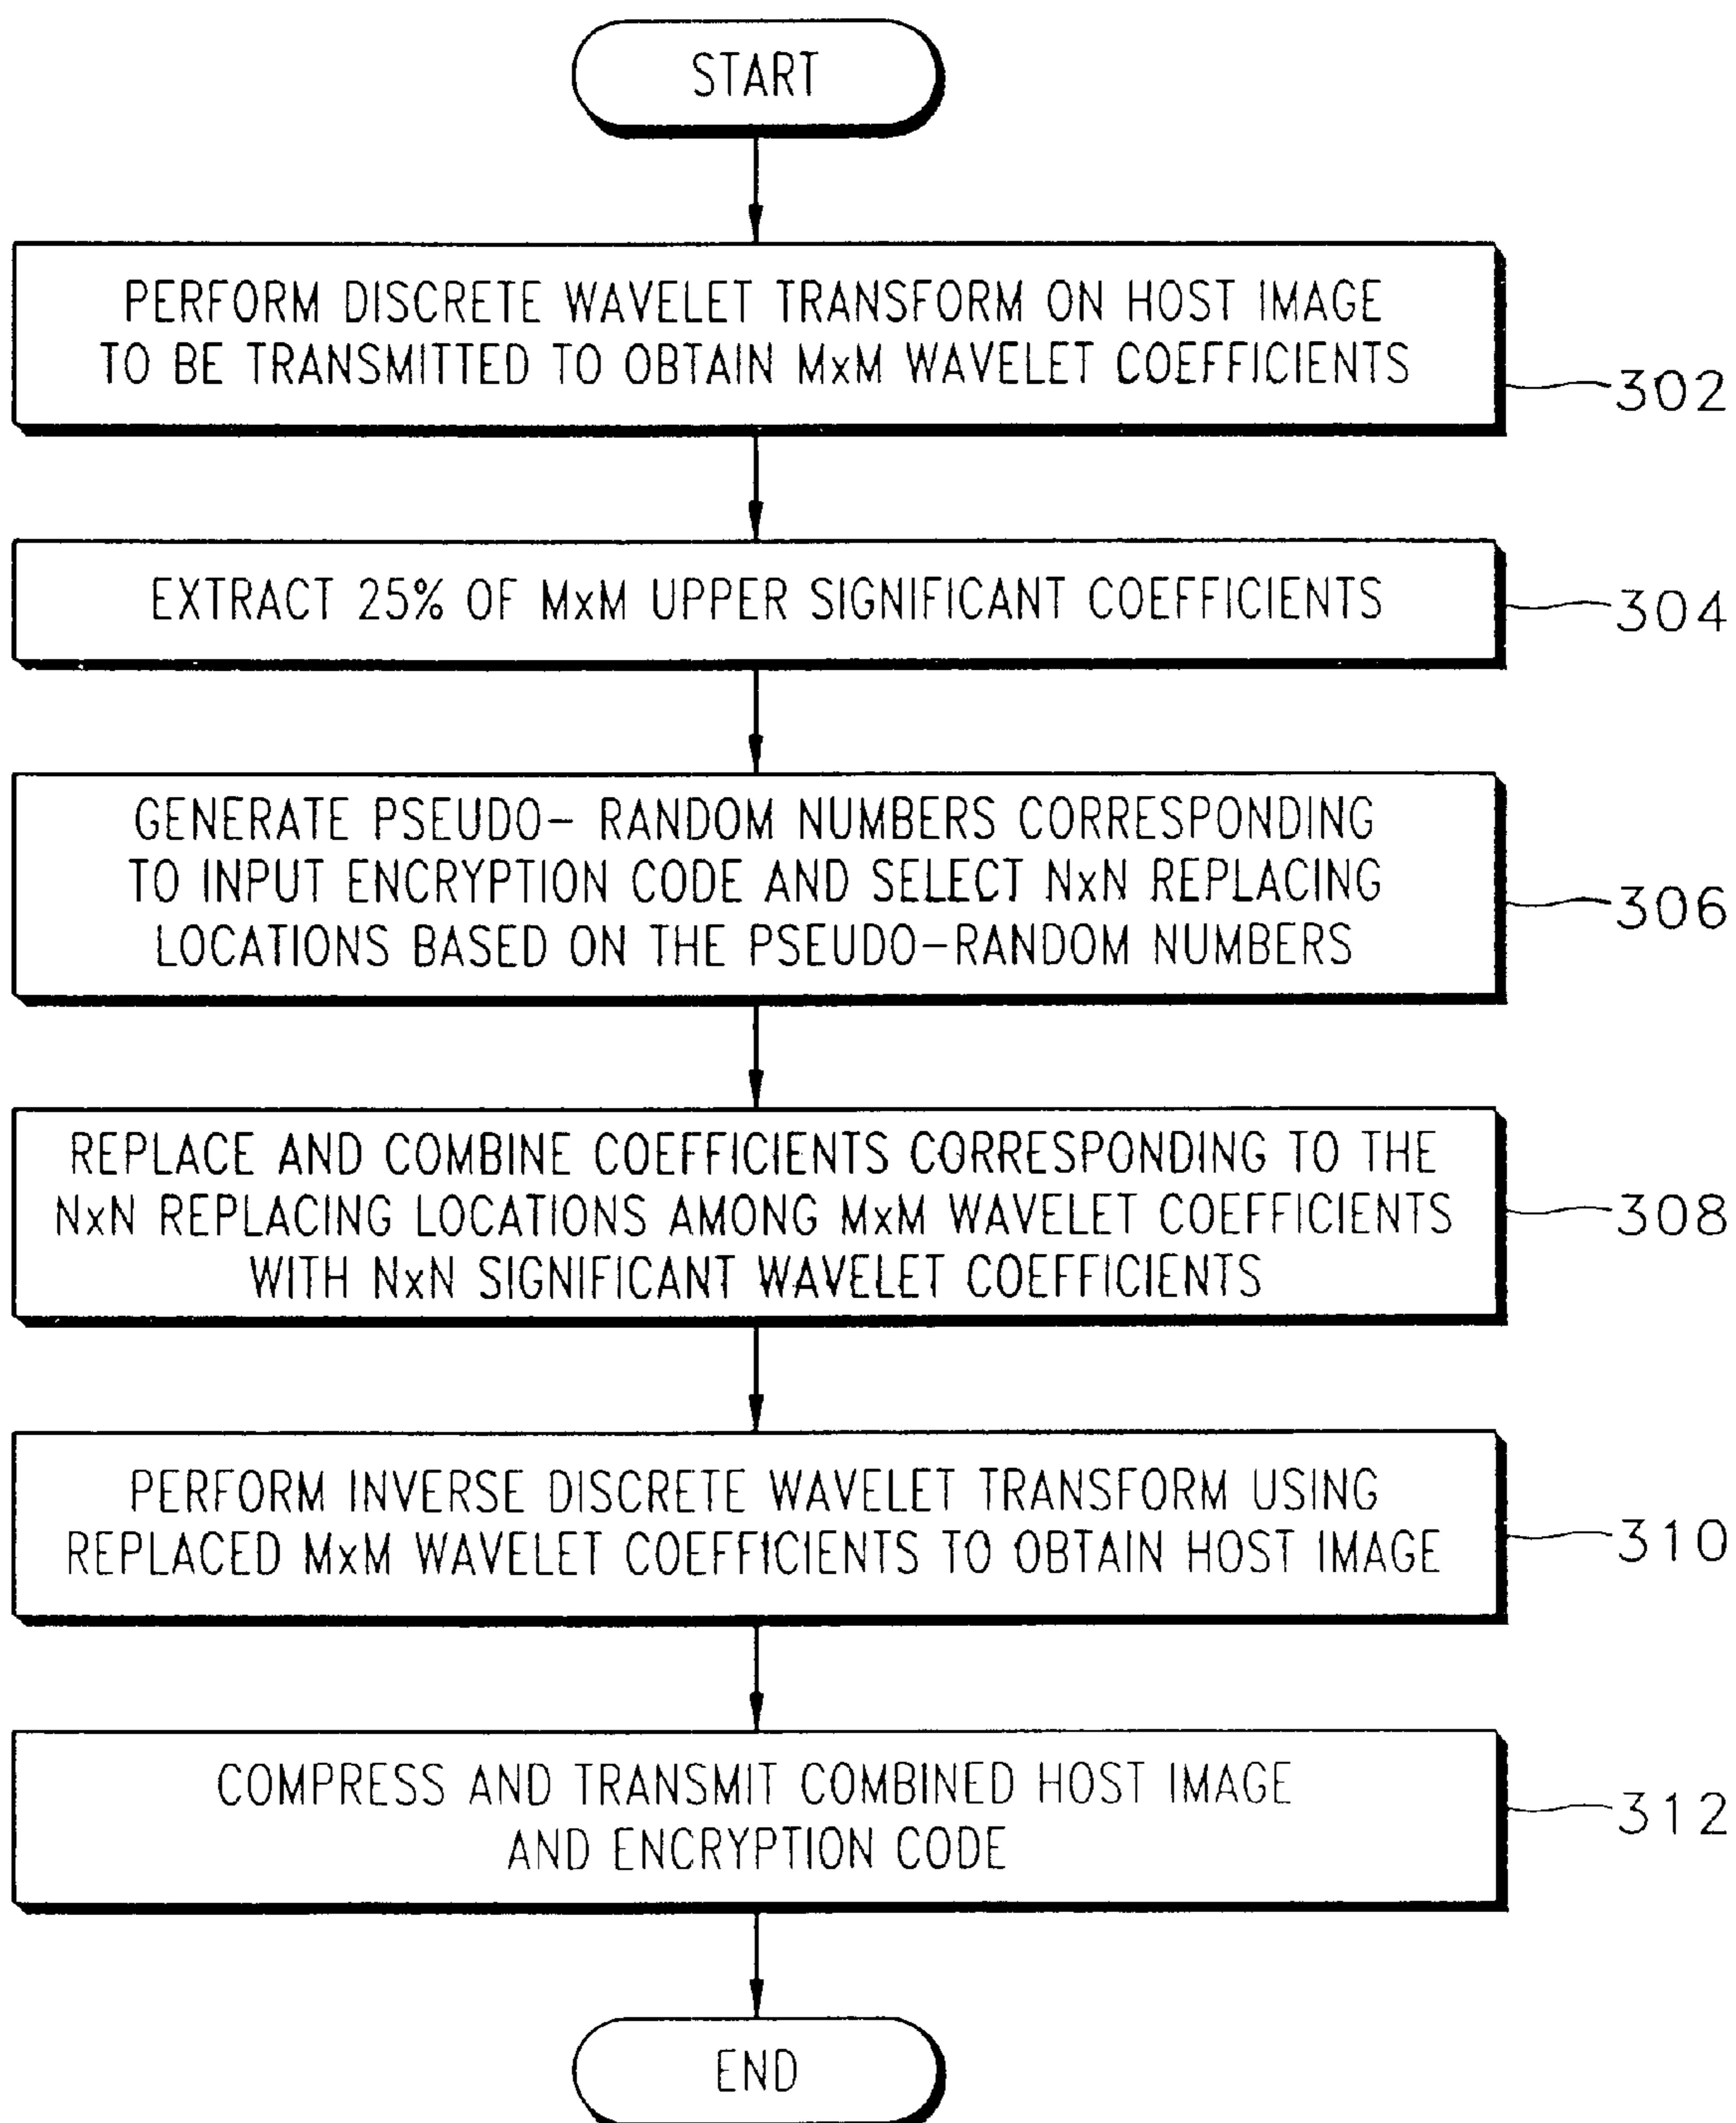 START
PERFORM DISCRETE WAVELET TRANSFORM ON HOST IMAGE
TO BE TRANSMITTED TO OBTAIN MxM WAVELET COEFFICIENTS
302
EXTRACT 25% OF MxM UPPER SIGNIFICANT COEFFICIENTS
304
GENERATE PSEUDO- RANDOM NUMBERS CORRESPONDING
TO INPUT ENCRYPTION CODE AND SELECT NxN REPLACING
LOCATIONS BASED ON THE PSEUDO-RANDOM NUMBERS
306
REPLACE AND COMBINE COEFFICIENTS CORRESPONDING TO THE
NxN REPLACING LOCATIONS AMONG MxM WAVELET COEFFICIENTS
WITH NxN SIGNIFICANT WAVELET COEFFICIENTS
308
PERFORM INVERSE DISCRETE WAVELET TRANSFORM USING
REPLACED MxM WAVELET COEFFICIENTS TO OBTAIN HOST IMAGE
310
COMPRESS AND TRANSMIT COMBINED HOST IMAGE
AND ENCRYPTION CODE
312
END